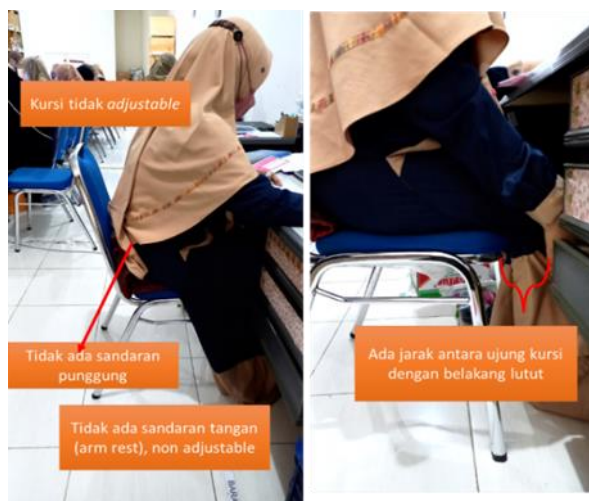 Kursi tidak adjustable
Tidak ada sandaran
punggung
Tidak ada sandaran tangan
(arm rest), non adjustable
Ada jarak antara ujung kursi
dengan belakang lutut